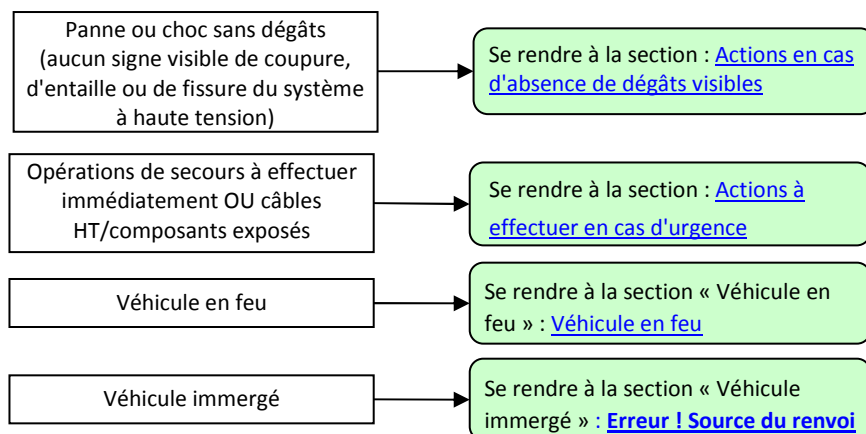 Panne ou choc sans dégâts
(aucun signe visible de coupure,
d'entaille ou de fissure du système
à haute tension)
Se rendre à la section : Actions en cas
d'absence de dégâts visibles
Opérations de secours à effectuer
immédiatement OU câbles
HT/composants exposés
Se rendre à la section : Actions à
effectuer en cas d'urgence
Véhicule en feu
Se rendre à la section « Véhicule en
feu » : Véhicule en feu
Véhicule immergé
Se rendre à la section « Véhicule
immergé » : Erreur ! Source du renvoi